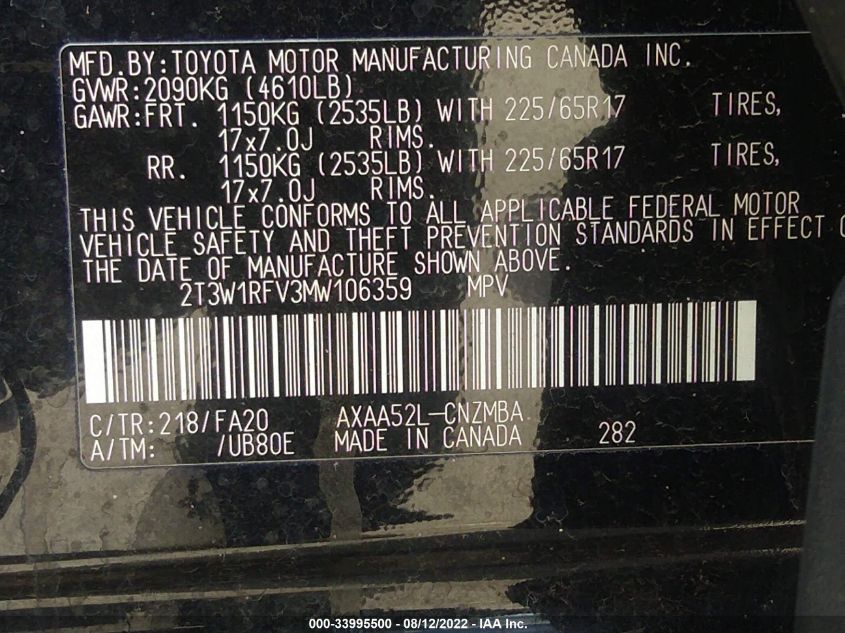 MFD.BY:TOYOTA MOTOR MANUFACTURING CANADA INC.
GVWR:2090KG (4610LB)
GAWR:FRT. 1150KG (2535LB) WITH 225/65R17 TIRES,
17x7.0J RIMS.
RR. 1150KG (2535LB) WITH 225/65R17 TIRES,
17x7.0J RIMS.
THIS VEHICLE CONFORMS TO ALL APPLICABLE FEDERAL MOTOR
VEHICLE SAFETY AND THEFT PREVENTION STANDARDS IN EFFECT
THE DATE OF MANUFACTURE SHOWN ABOVE.
2T3W1RFV3MW106359 MPV
C/TR:218/FA20 AXAA52L-CNZMBA
A/TM: /UB80E MADE IN CANADA 282
000-33995500 - 08/12/2022 - IAA Inc.